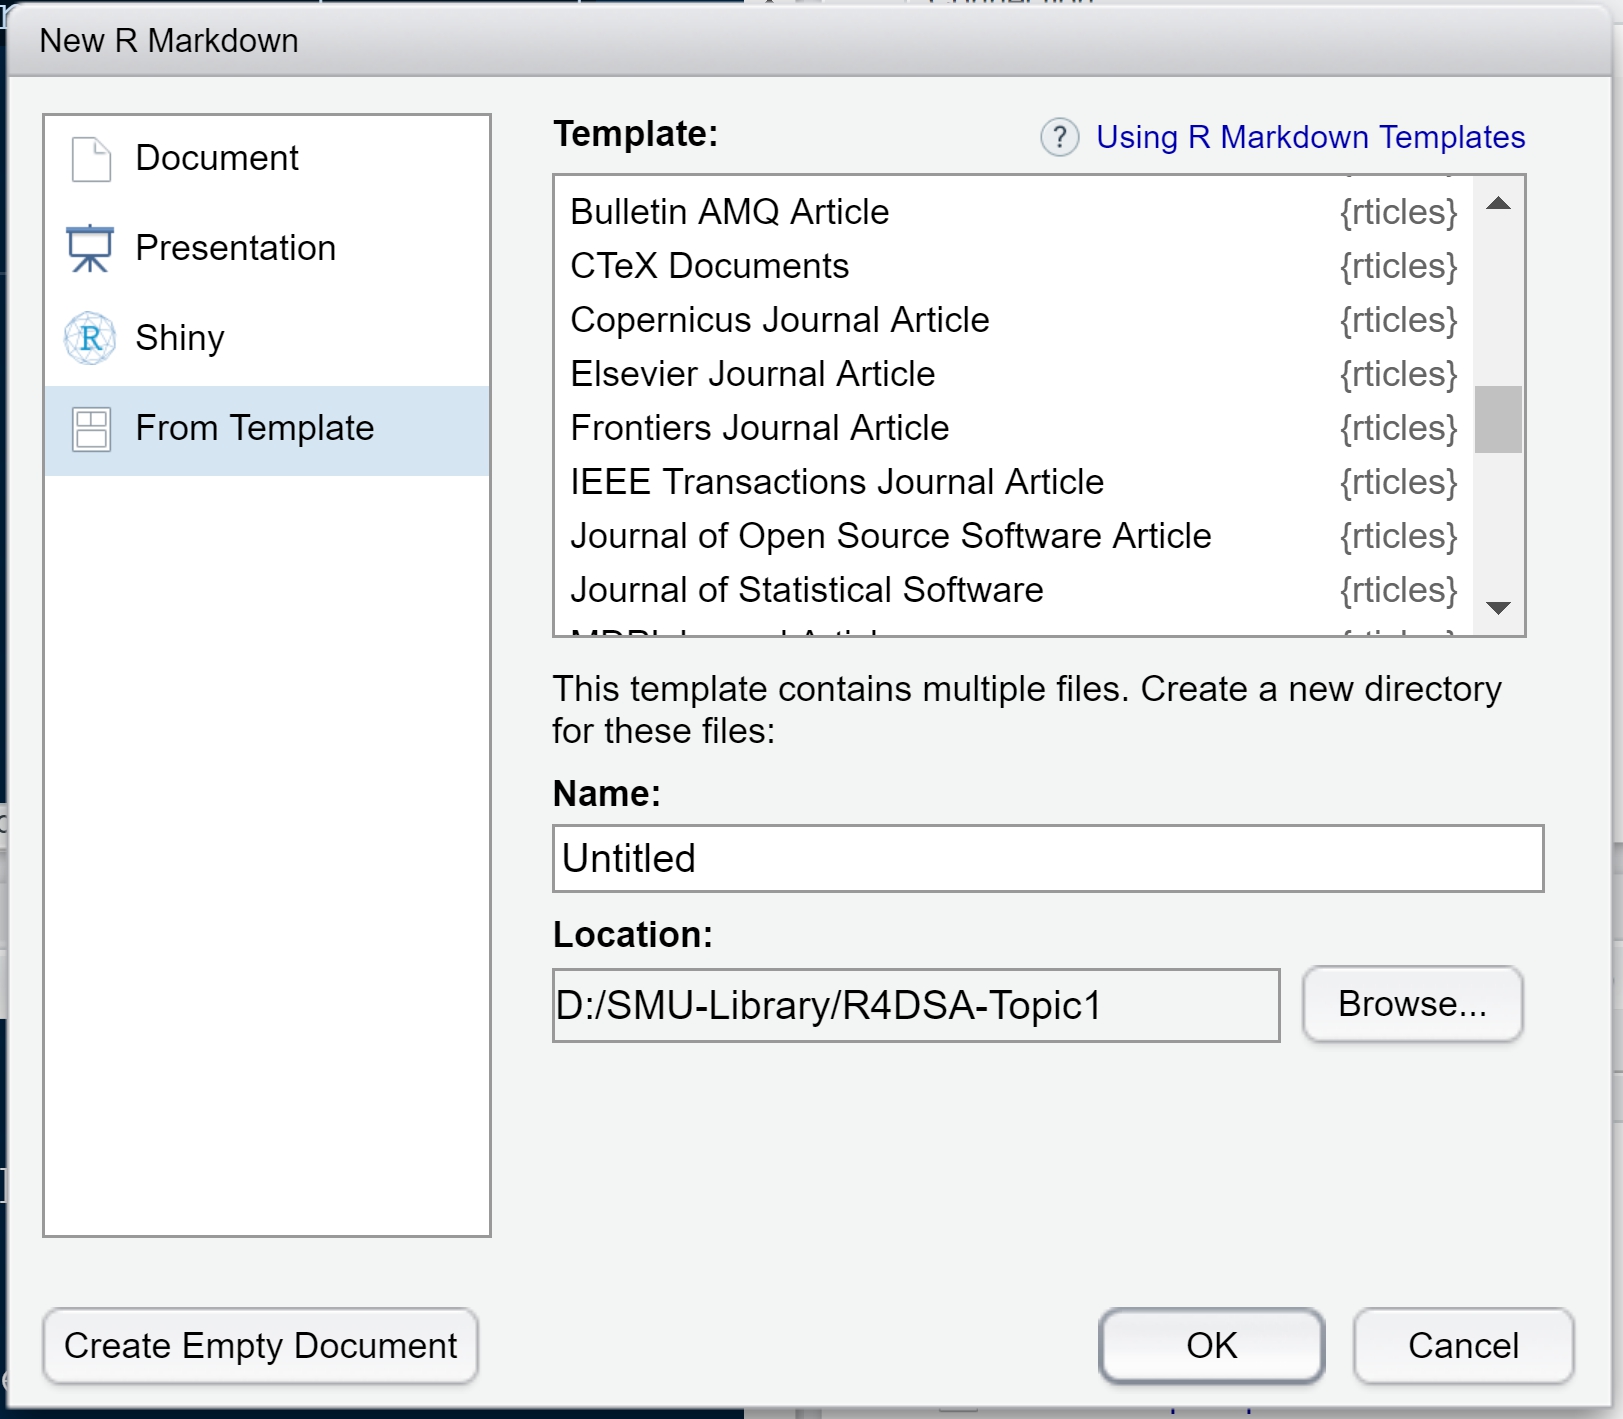 New R Markdown
Document
Presentation
Shiny
From Template
Template:
? Using R Markdown Templates
Bulletin AMQ Article {rticles}
CTeX Documents {rticles}
Copernicus Journal Article {rticles}
Elsevier Journal Article {rticles}
Frontiers Journal Article {rticles}
IEEE Transactions Journal Article {rticles}
Journal of Open Source Software Article {rticles}
Journal of Statistical Software {rticles}
This template contains multiple files. Create a new directory
for these files:
Name:
Untitled
Location:
D:/SMU-Library/R4DSA-Topic1
Browse...
Create Empty Document
OK
Cancel